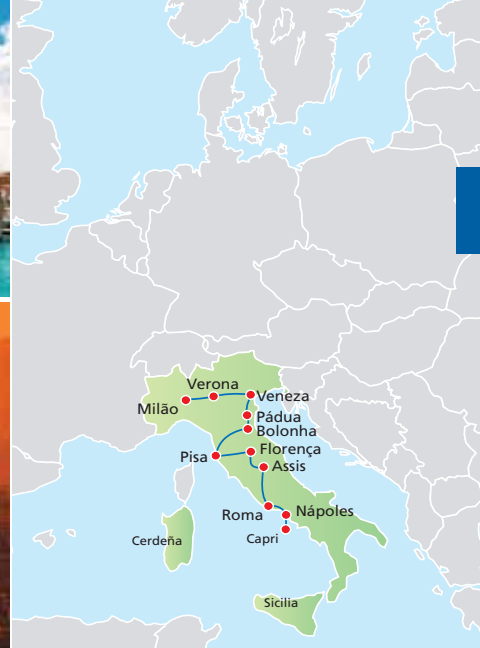 Verona
Veneza
Milão
Pádua
Bolonha
Florença
Pisa
Assis
Roma
Nápoles
Capri
Cerdeña
Sicilia